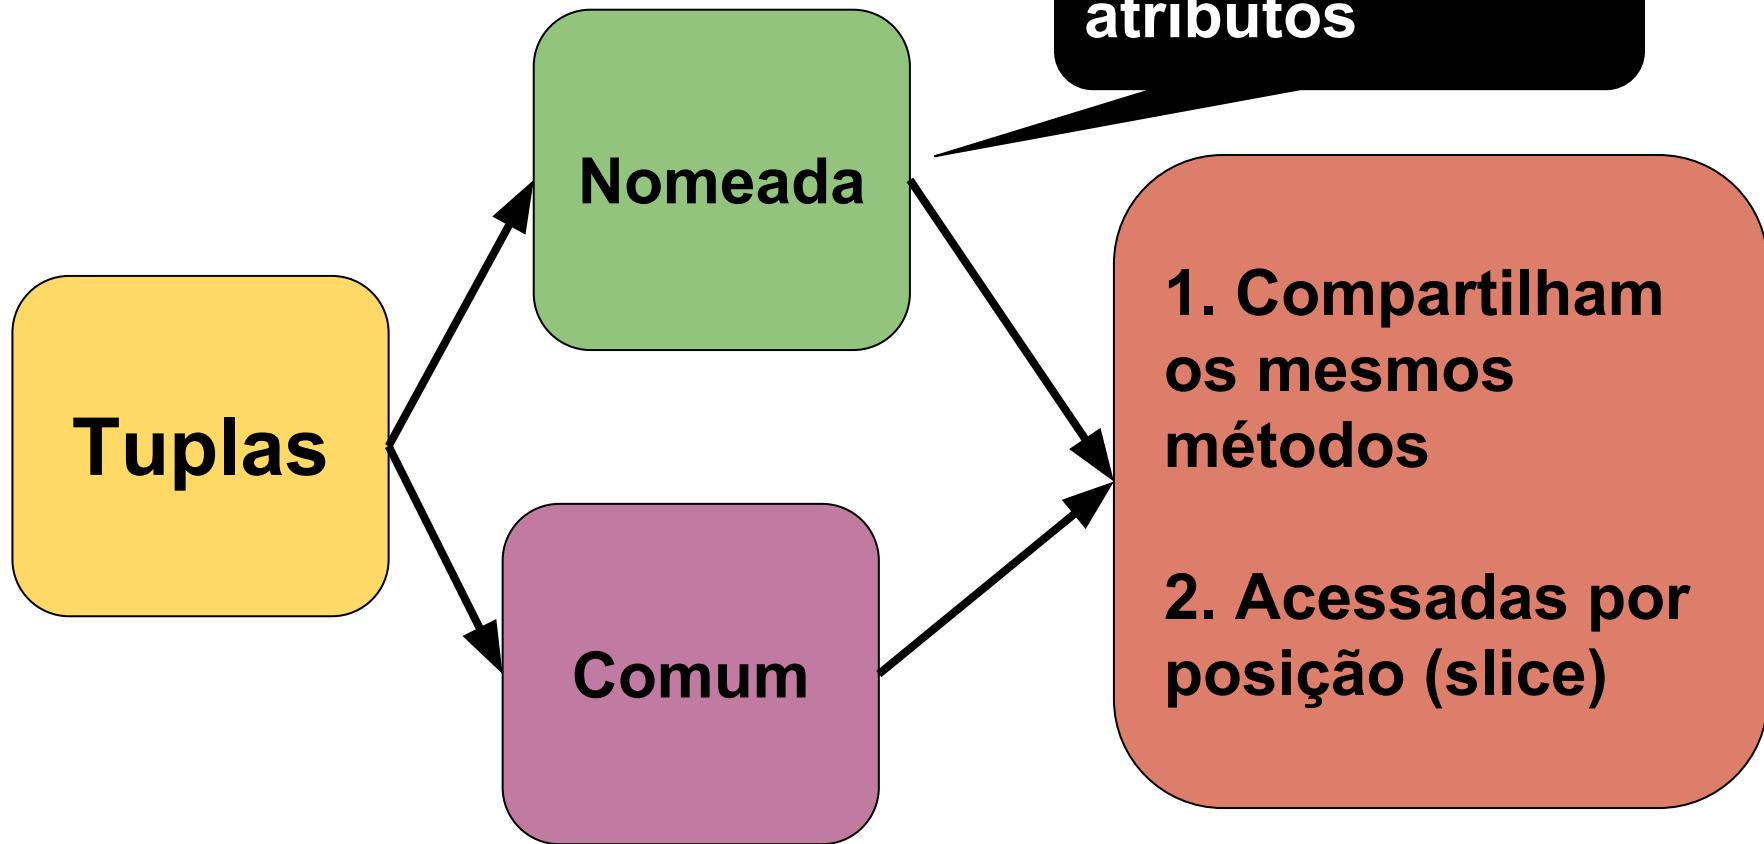 atributos
Nomeada
Tuplas
Comum
1. Compartilham
os mesmos
métodos
2. Acessadas por
posição (slice)